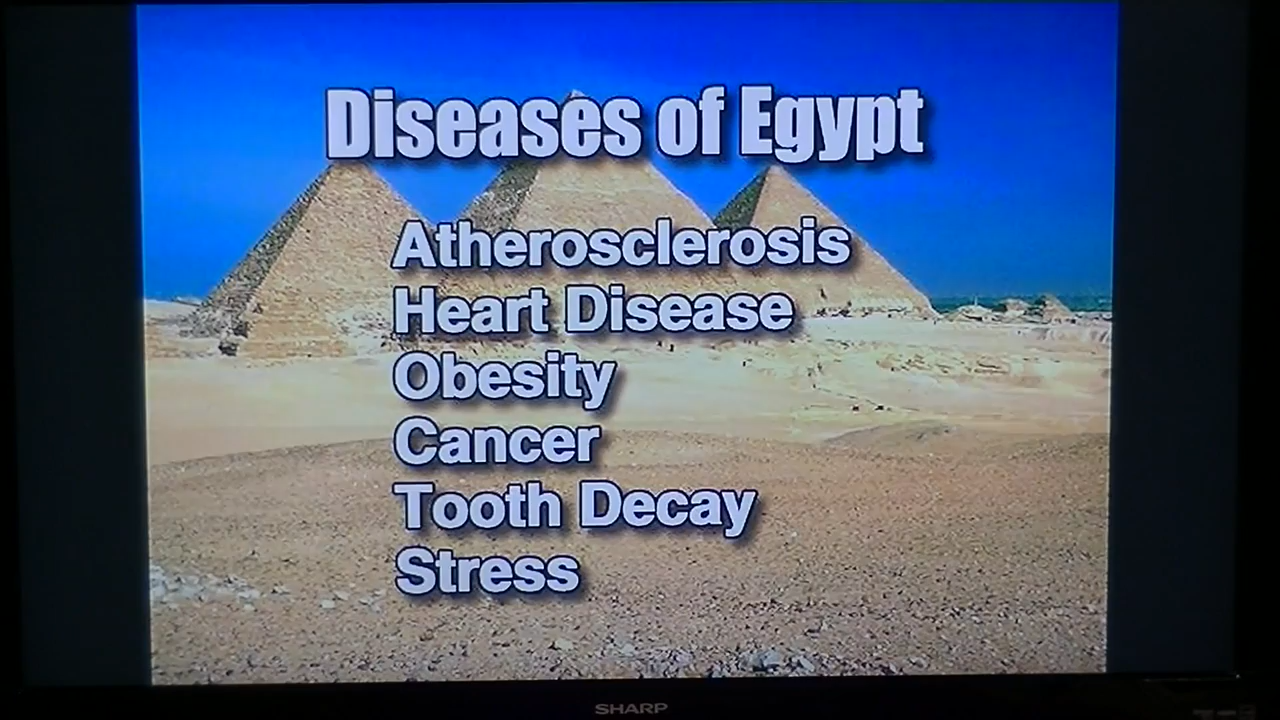 Diseases of Egypt
Atherosclerosis
Heart Disease
Obesity
Cancer
Tooth Decay
Stress
SHARP